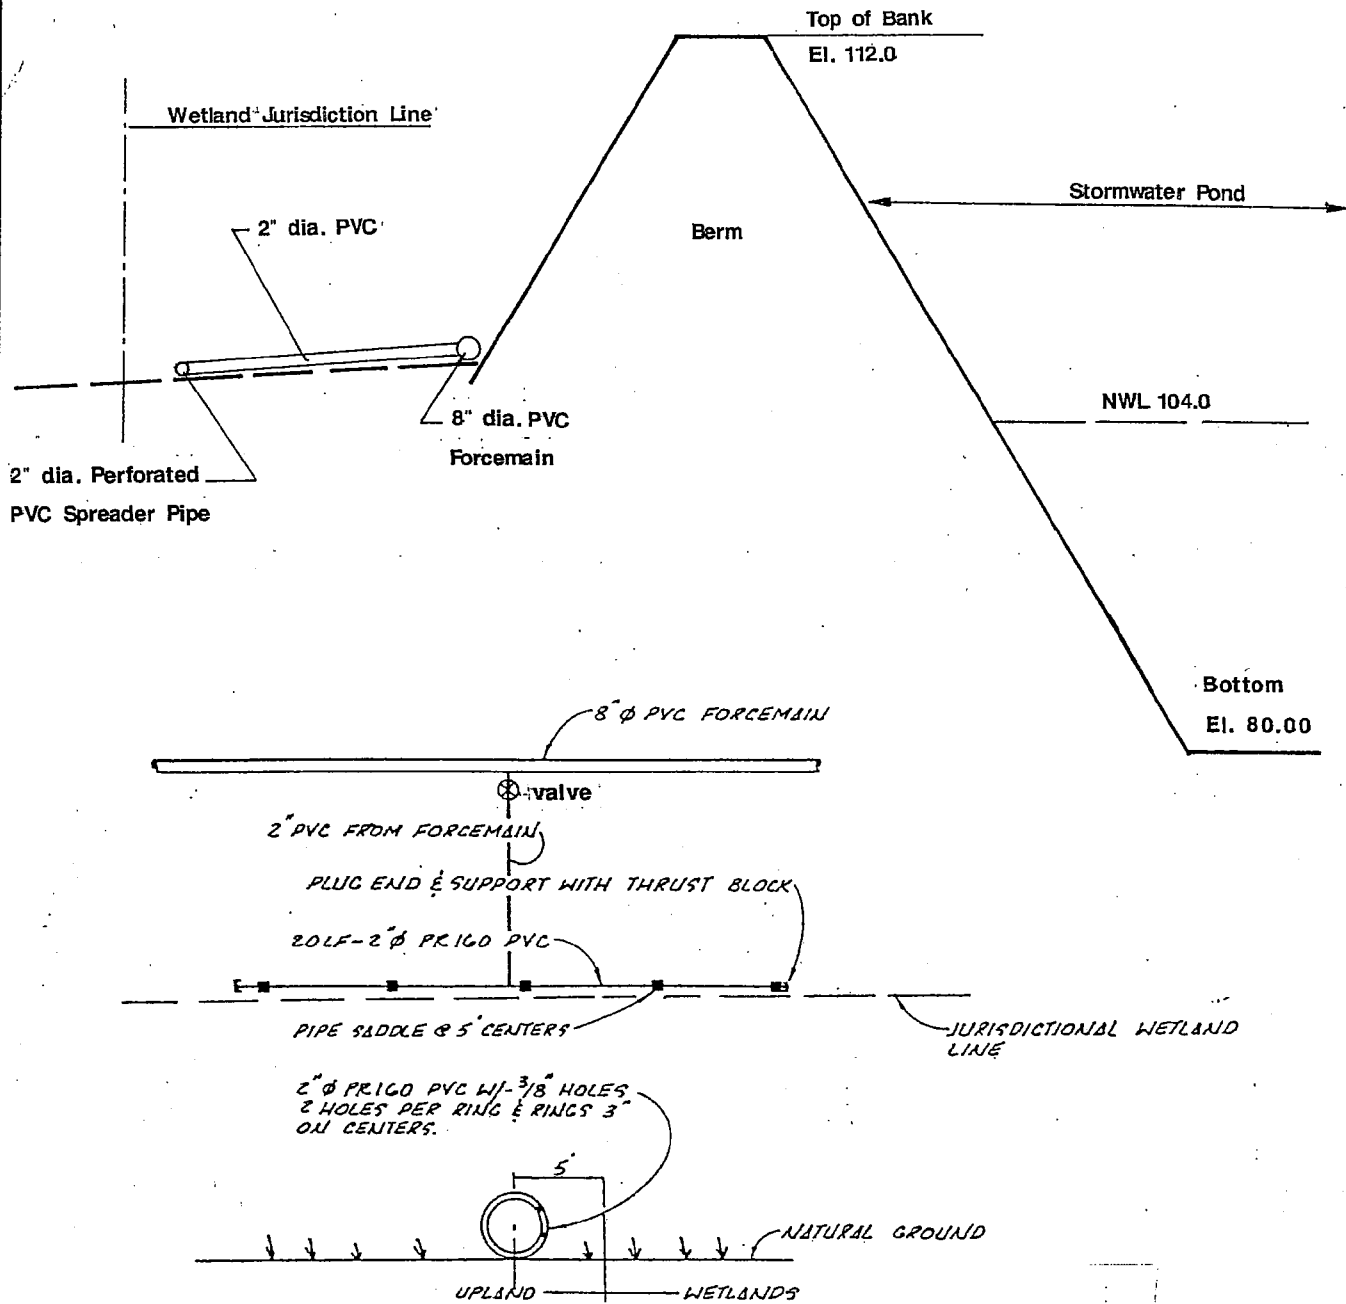 Top of Bank
El. 112.0
Wetland Jurisdiction Line
Stormwater Pond
2" dia. PVC
Berm
NWL 104.0
8" dia. PVC
Forcemain
2" dia. Perforated
PVC Spreader Pipe
Bottom
El. 80.00
8" φ PVC FORCEMAIN
valve
2" PVC FROM FORCEMAIN
PLUG END & SUPPORT WITH THRUST BLOCK
20LF-2" φ PR160 PVC
PIPE SADDLE @ 5' CENTERS
JURISDICTIONAL WETLAND
LINE
2" φ PR160 PVC W/-3/8" HOLES
2 HOLES PER RING & RINGS 3"
ON CENTERS.
5'
NATURAL GROUND
UPLAND
WETLANDS